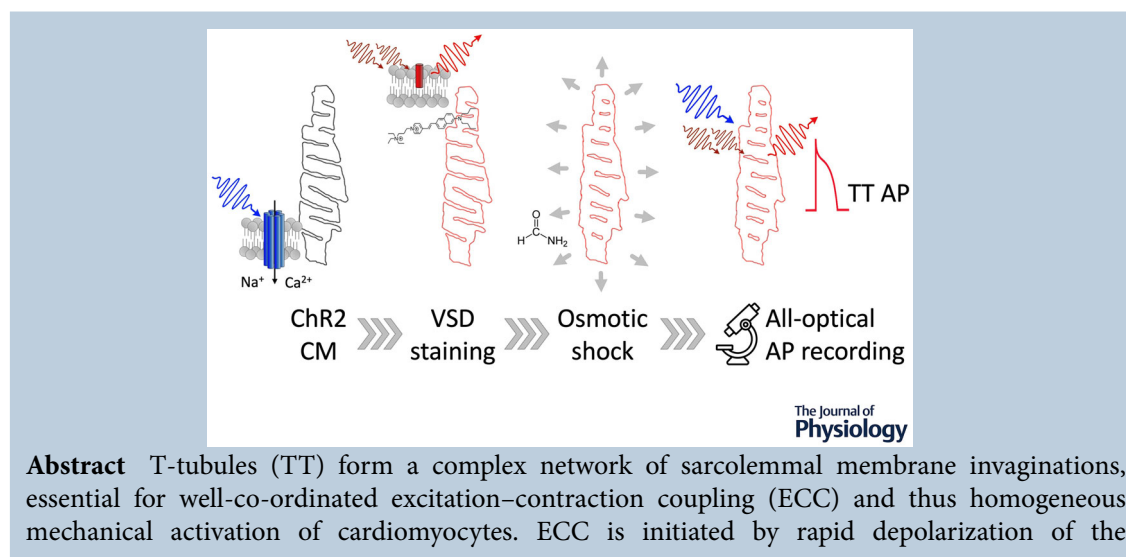 Na⁺ Ca²⁺
H
O
C
NH₂
TT AP
ChR2
CM
VSD
staining
Osmotic
shock
All-optical
AP recording
The Journal of
Physiology
Abstract T-tubules (TT) form a complex network of sarcolemmal membrane invaginations,
essential for well-co-ordinated excitation–contraction coupling (ECC) and thus homogeneous
mechanical activation of cardiomyocytes. ECC is initiated by rapid depolarization of the